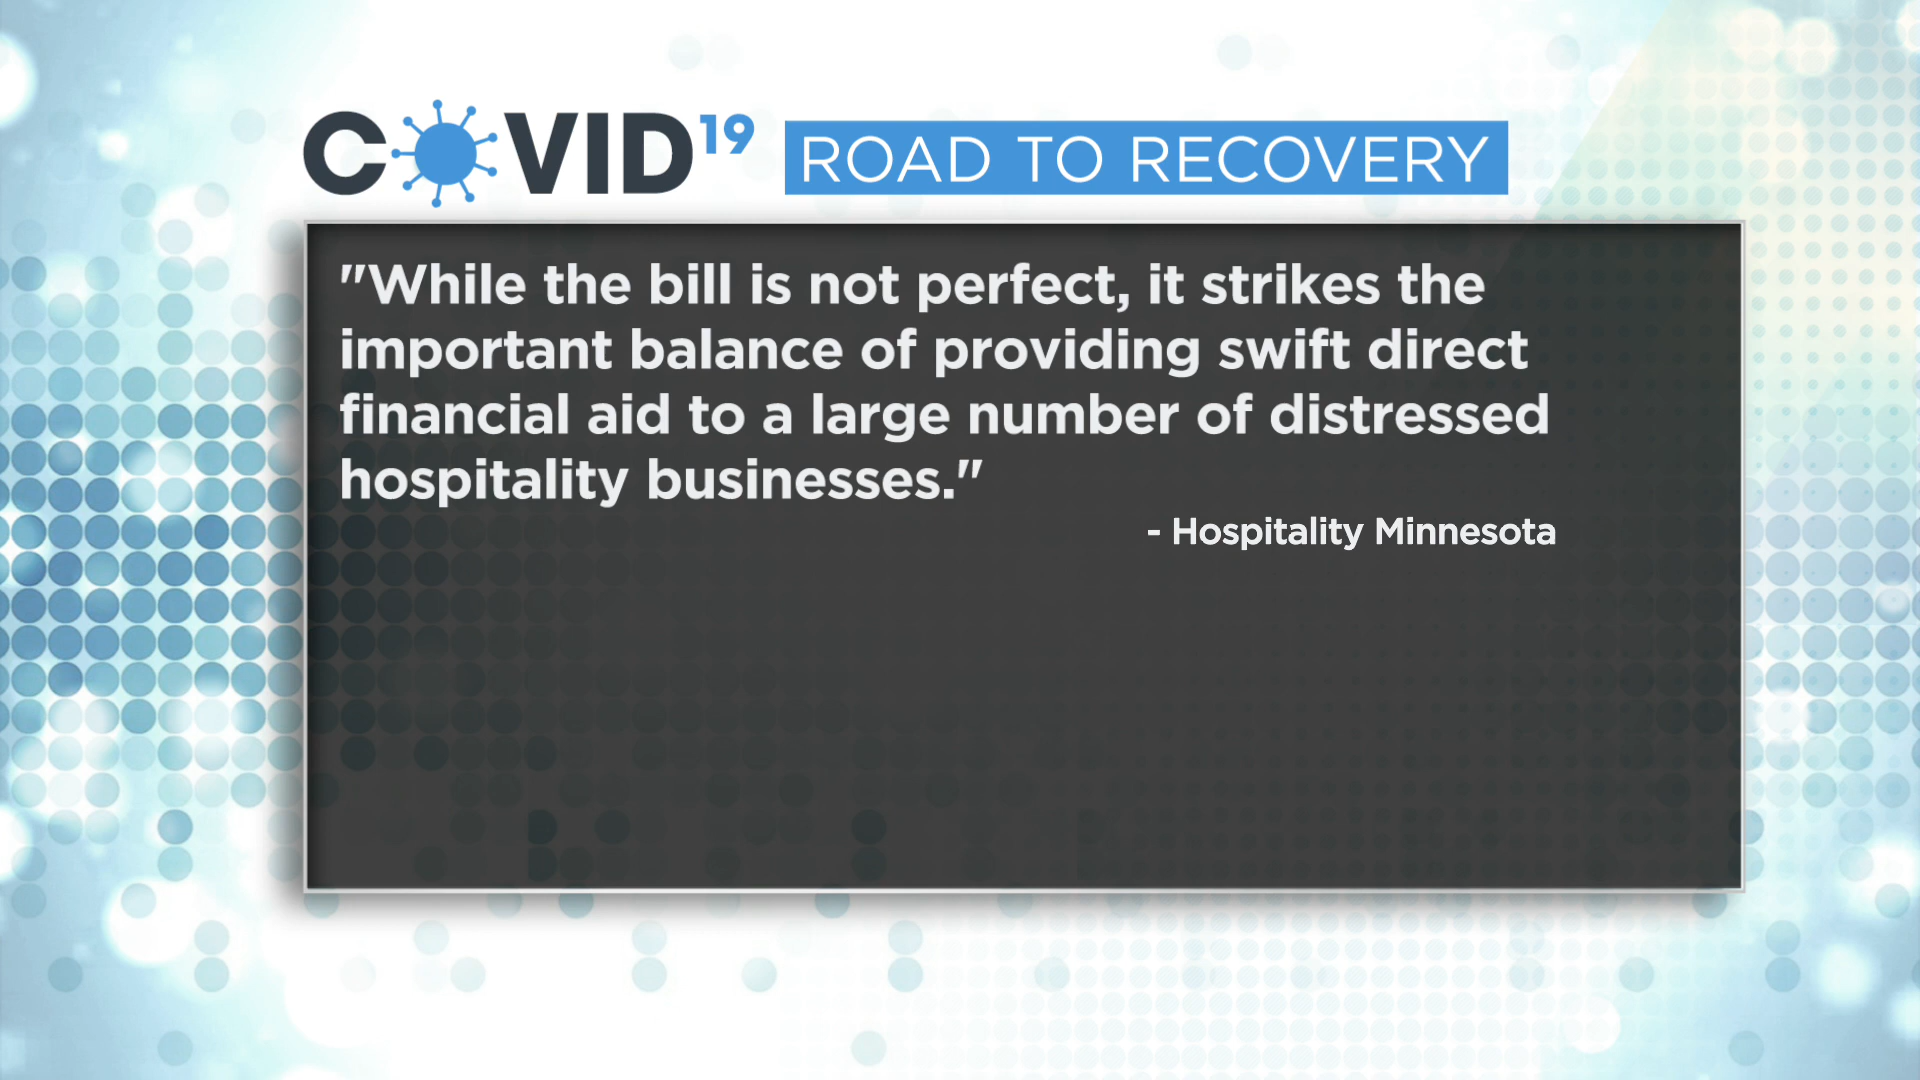 COVID19 ROAD TO RECOVERY
"While the bill is not perfect, it strikes the
important balance of providing swift direct
financial aid to a large number of distressed
hospitality businesses."
- Hospitality Minnesota